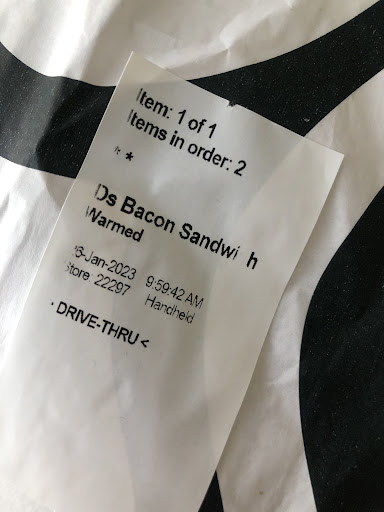 Item: 1 of 1
Items in order: 2
* *
Ds Bacon Sandwi h
Warmed
6-Jan-2023 9:59:42 AM
Store: 22297 Handheld
DRIVE-THRU <